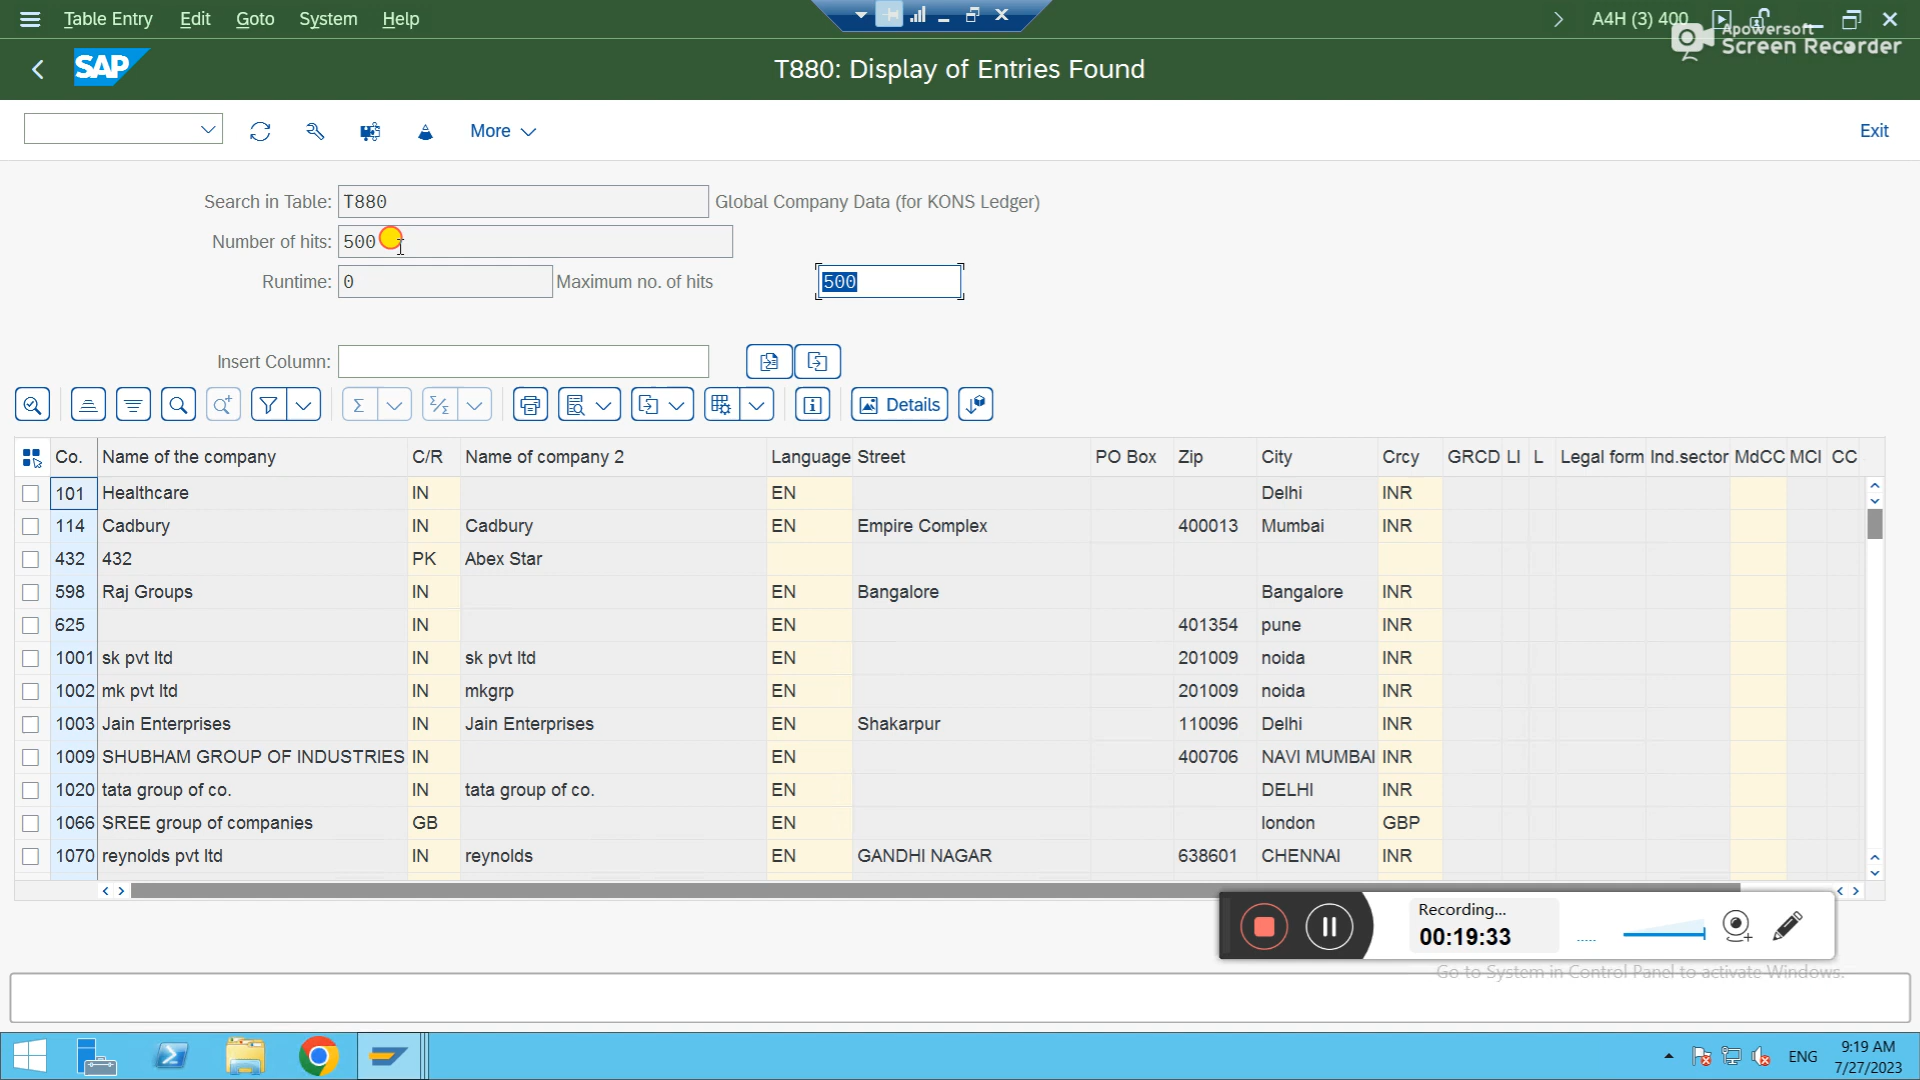 Table Entry Edit Goto System Help A4H (3) 400
Apowersoft
Screen Recorder
SAP T880: Display of Entries Found
More Exit
Search in Table: T880 Global Company Data (for KONS Ledger)
Number of hits: 500
Runtime: 0 Maximum no. of hits 500
Insert Column:
Details
Co. Name of the company C/R Name of company 2 Language Street PO Box Zip City Crcy GRCD LI L Legal form Ind.sector MdCC MCI CC
101 Healthcare IN EN Delhi INR
114 Cadbury IN Cadbury EN Empire Complex 400013 Mumbai INR
432 432 PK Abex Star
598 Raj Groups IN EN Bangalore Bangalore INR
625 IN EN 401354 pune INR
1001 sk pvt ltd IN sk pvt ltd EN 201009 noida INR
1002 mk pvt ltd IN mkgrp EN 201009 noida INR
1003 Jain Enterprises IN Jain Enterprises EN Shakarpur 110096 Delhi INR
1009 SHUBHAM GROUP OF INDUSTRIES IN EN 400706 NAVI MUMBAI INR
1020 tata group of co. IN tata group of co. EN DELHI INR
1066 SREE group of companies GB EN london GBP
1070 reynolds pvt ltd IN reynolds EN GANDHI NAGAR 638601 CHENNAI INR
Recording...
00:19:33
Go to System in Control Panel to activate Windows.
ENG 9:19 AM
7/27/2023